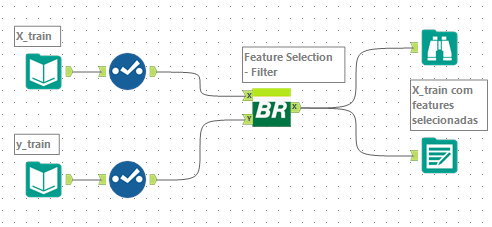 X_train
Feature Selection
- Filter
X
BR
X
Y
X_train com
features
selecionadas
y_train